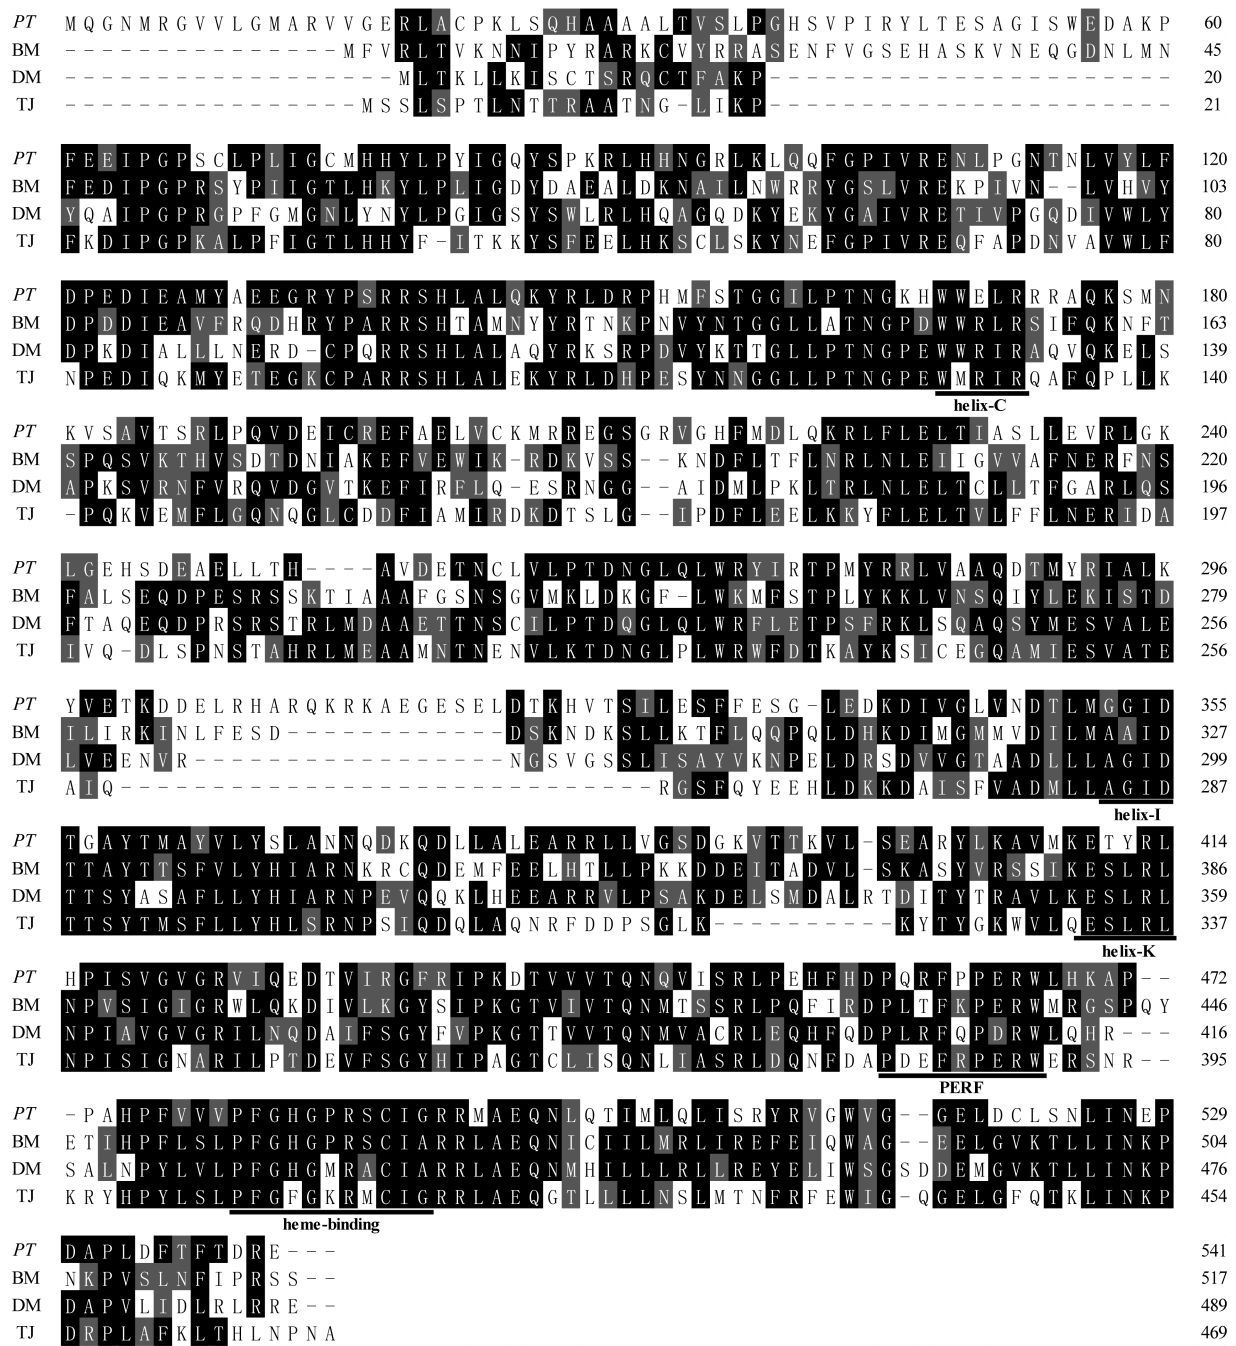 PT MQGNMRGVVLGMARVVGERLACPKLSQHAAAALTVSLPGHSVPIRYLTESAGISWEDAKP 60
BM ---------------MFVRLTVKNNIPYRARKCVYRRASENFVGSEHASKVNEQGDNLMN 45
DM ------------------MLTKLLKISCTSRQCTFAKP---------------------- 20
TJ ----------------MSSLSPTLNTTRAATNG-LIKP---------------------- 21
PT FEEIPGPSCLPLIGCMHHYLPYIGQYSPKRLHHNGRLKLQQFGPIVRENLPGNTNLVYLF 120
BM FEDIPGPRSYPIIGTLHKYLPLIGDYDAEALDKNAILNWRRYGSLVREKPIVN--LVHVY 103
DM YQAIPGPRGPFGMGNLYNYLPGIGSYSWLRLHQAGQDKYEKYGAIVRETIVPGQDIVWLY 80
TJ FKDIPGPKALPFIGTLHHYF-ITKKYSFEELHKSCLSKYNEFGPIVREQFAPDNVAVWLF 80
PT DPEDIEAMYAEEGRYPSRRSHLALQKYRLDRPHMFSTGGILPTNGKHWWELRRRAQKSMN 180
BM DPDDIEAVFRQDHRYPARRSHTAMNYYRTNKPNVYNTGGLLATNGPDWWRLRSIFQKNFT 163
DM DPKDIALLLNERD-CPQRRSHLALAQYRKSRPDVYKTTGLLPTNGPEWWRIRAQVQKELS 139
TJ NPEDIQKMYETEGKCPARRSHLALEKYRLDHPESYNNGGLLPTNGPEWMRIRQAFQPLLK 140
helix-C
PT KVSAVTSRLPQVDEICREFAELVCKMRREGSGRVGHFMDLQKRLFLELTIASLLEVRLGK 240
BM SPQSVKTHVSDTDNIAKEFVEWIK-RDKVSS--KNDFLTFLNRLNLEIIGVVAFNERFNS 220
DM APKSVRNFVRQVDGVTKEFIRFLQ-ESRNGG--AIDMLPKLTRLNLELTCLLTFGARLQS 196
TJ -PQKVEMFLGQNQGLCDDFIAMIRDKDTSLG--IPDFLEELKKYFLELTVLFFLNERIDA 197
PT LGEHSDEAELLTH----AVDETNCLVLPTDNGLQLWRYIRTPMYRRLVAAQDTMYRIALK 296
BM FALSEQDPESRSSKTIAAAFGSNSGVMKLDKGF-LWKMFSTPLYKKLVNSQIYLEKISTD 279
DM FTAQEQDPRSRSTRLMDAAETTNSCILPTDQGLQLWRFLETPSFRKLSQAQSYMESVALE 256
TJ IVQ-DLSPNSTAHRLMEAAMNTNENVLKTDNGLPLWRWFDTKAYKSICEGQAMIESVATE 256
PT YVETKDDELRHARQKRKAEGESELDTKHVTSILESFFESG-LEDKDIVGLVNDTLMGGID 355
BM ILIRKINLFESD------------DSKNDKSLLKTFLQQPQLDHKDIMGMMVDILMAAID 327
DM LVEENVR-----------------NGSVGSSLISAYVKNPELDRSDVVGTAADLLLAGID 299
TJ AIQ-----------------------------RGSFQYEEHLDKKDAISFVADMLLAGID 287
helix-I
PT TGAYTMAYVLYSLANNQDKQDLLALEARRLLVGSDGKVTTKVL-SEARYLKAVMKETYRL 414
BM TTAYTTSFVLYHIARNKRCQDEMFEELHTLLPKKDDEITADVL-SKASYVRSSIKESLRL 386
DM TTSYASAFLLYHIARNPEVQQKLHEEARRVLPSAKDELSMDALRTDITYTRAVLKESLRL 359
TJ TTSYTMSFLLYHLSRNPSIQDQLAQNRFDDPSGLK----------KYTYGKWVLQESLRL 337
helix-K
PT HPISVGVGRVIQEDTVIRGFRIPKDTVVVTQNQVISRLPEHFHDPQRFPPERWLHKAP-- 472
BM NPVSIGIGRWLQKDIVLKGYSIPKGTVIVTQNMTSSRLPQFIRDPLTFKPERWMRGSPQY 446
DM NPIAVGVGRILNQDAIFSGYFVPKGTTVVTQNMVACRLEQHFQDPLRFQPDRWLQHR--- 416
TJ NPISIGNARILPTDEVFSGYHIPAGTCLISQNLIASRLDQNFDAPDEFRPERWERSNR-- 395
PERF
PT -PAHPFVVVPFGHGPRSCIGRRMAEQNLQTIMLQLISRYRVGWVG--GELDCLSNLINEP 529
BM ETIHPFLSLPFGHGPRSCIARRLAEQNICIILMRLIREFEIQWAG--EELGVKTLLINKP 504
DM SALNPYLVLPFGHGMRACIARRLAEQNMHILLLRLLREYELIWSGSDDEMGVKTLLINKP 476
TJ KRYHPYLSLPFGFGKRMCIGRRLAEQGTLLLLNSLMTNFRFEWIG-QGELGFQTKLINKP 454
heme-binding
PT DAPLDFTFTDRE--- 541
BM NKPVSLNFIPRSS-- 517
DM DAPVLIDLRLRRE-- 489
TJ DRPLAFKLTHLNPNA 469